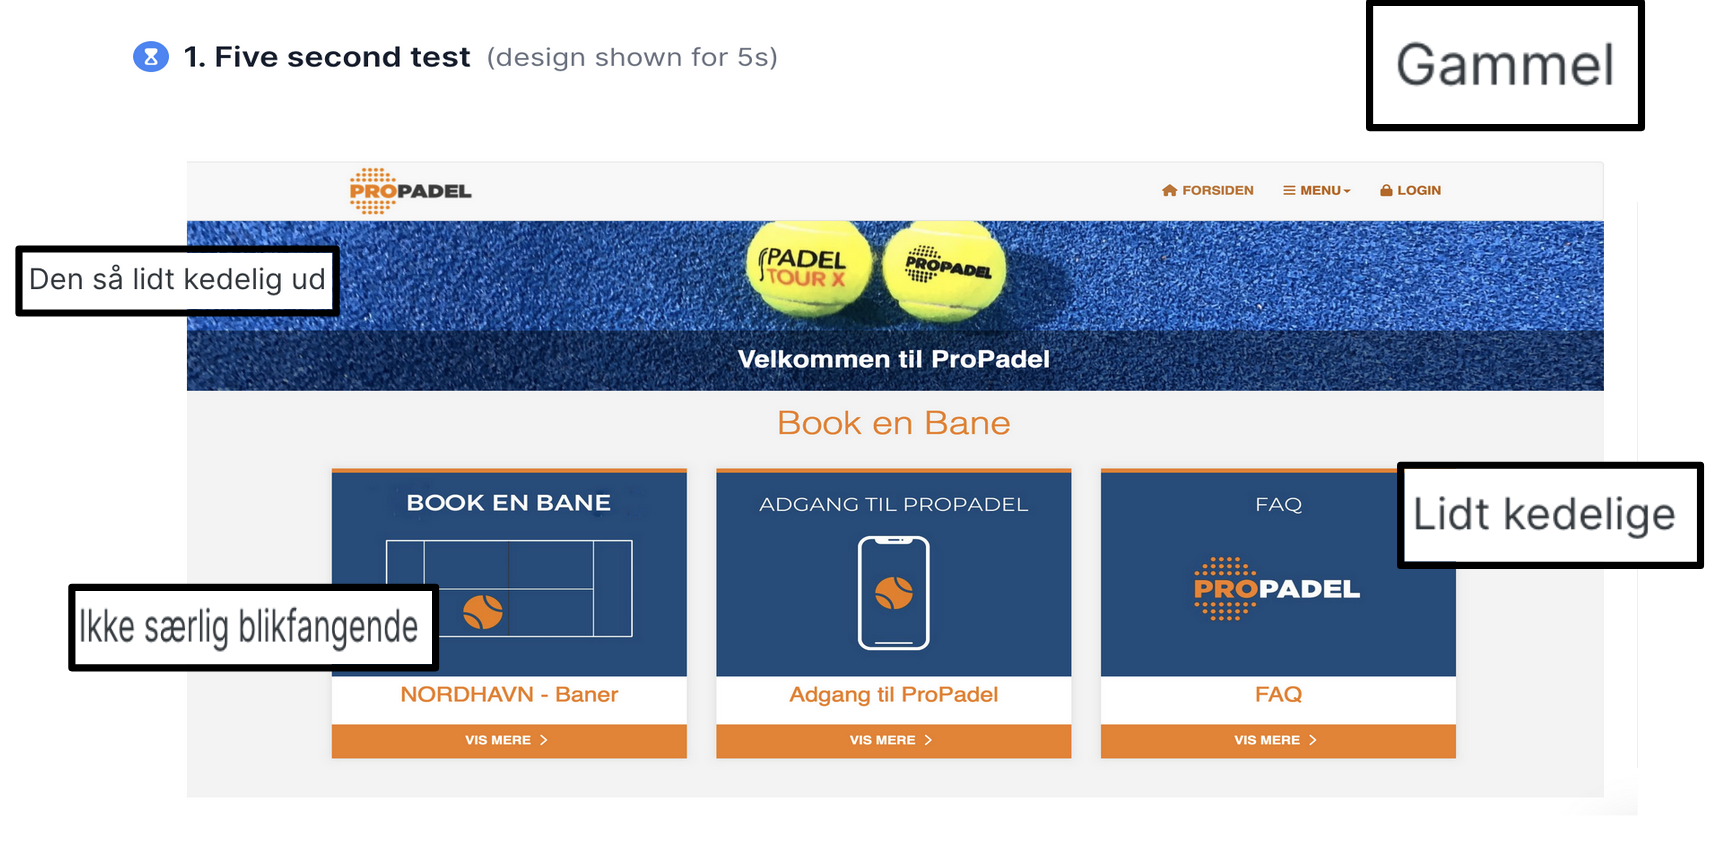 1. Five second test (design shown for 5s)
Gammel
PROPADEL
FORSIDEN
MENU
LOGIN
Den så lidt kedelig ud
PADEL
TOUR X
PROPADEL
Velkommen til ProPadel
Book en Bane
BOOK EN BANE
ADGANG TIL PROPADEL
FAQ
Lidt kedelige
PROPADEL
Ikke særlig blikfangende
NORDHAVN - Baner
Adgang til ProPadel
FAQ
VIS MERE
VIS MERE
VIS MERE